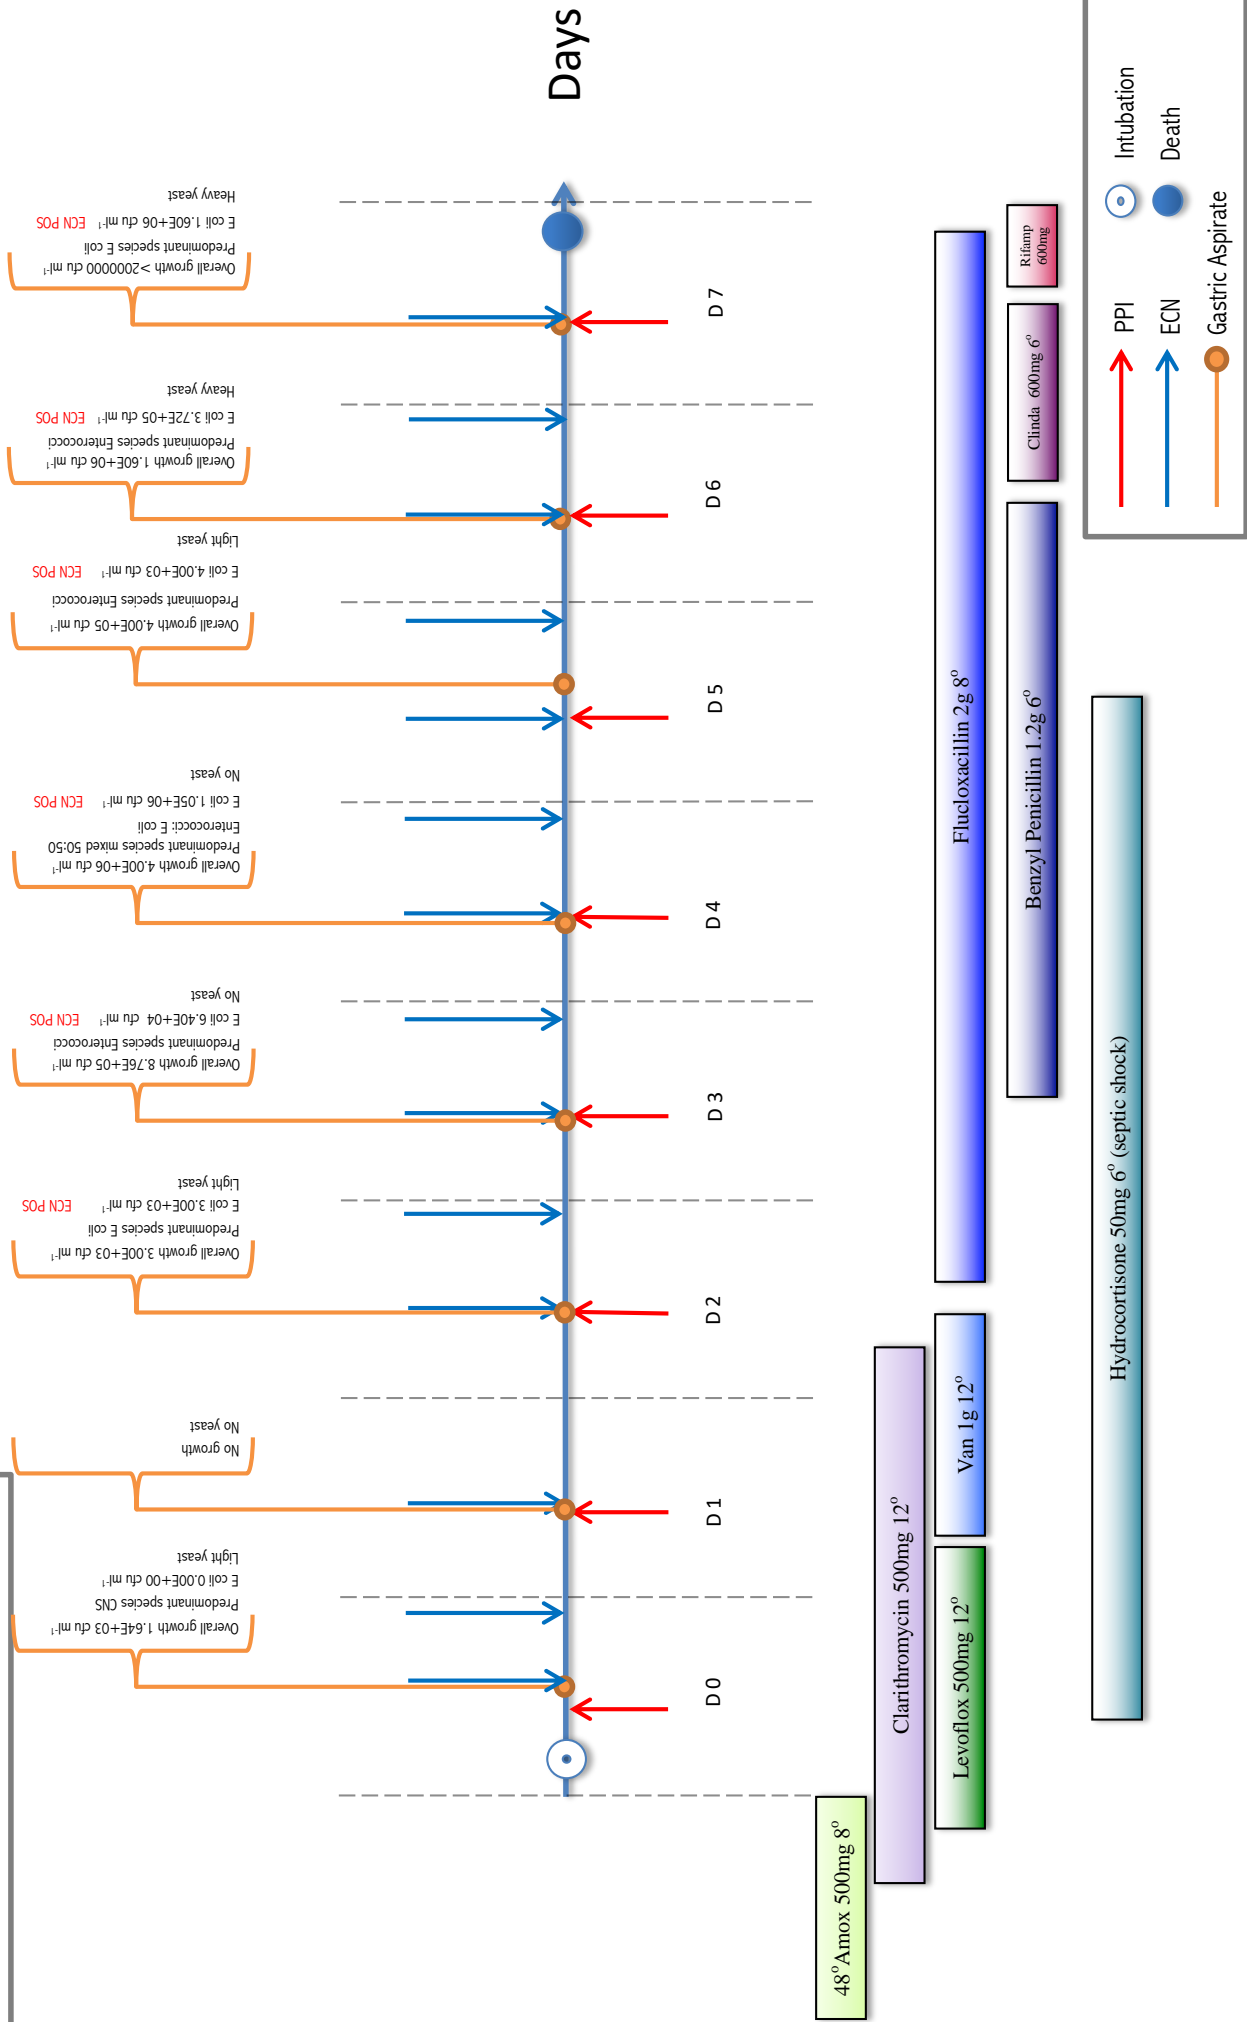 Overall growth 1.64E+03 cfu ml-1
Predominant species CNS
E coli 0.00E+00 cfu ml-1
Light yeast
No growth
No yeast
Overall growth 3.00E+03 cfu ml-1
Predominant species E coli
E coli 3.00E+03 cfu ml-1 ECN POS
Light yeast
Overall growth 8.76E+05 cfu ml-1
Predominant species Enterococci
E coli 6.40E+04 cfu ml-1 ECN POS
No yeast
Overall growth 4.00E+06 cfu ml-1
Predominant species mixed 50:50
Enterococci: E coli
E coli 1.05E+06 cfu ml-1 ECN POS
No yeast
Overall growth 4.00E+05 cfu ml-1
Predominant species Enterococci
E coli 4.00E+03 cfu ml-1 ECN POS
Light yeast
Overall growth 1.60E+06 cfu ml-1
Predominant species Enterococci
E coli 3.72E+05 cfu ml-1 ECN POS
Heavy yeast
Overall growth >2000000 cfu ml-1
Predominant species E coli
E coli 1.60E+06 cfu ml-1 ECN POS
Heavy yeast
Days
D 0
D 1
D 2
D 3
D 4
D 5
D 6
D 7
48oAmox 500mg 8o
Clarithromycin 500mg 12o
Levoflox 500mg 12o
Van 1g 12o
Flucloxacillin 2g 8o
Benzyl Penicillin 1.2g 6o
Clinda 600mg 6o
Rifamp
600mg
Hydrocortisone 50mg 6o (septic shock)
PPI
Intubation
ECN
Death
Gastric Aspirate